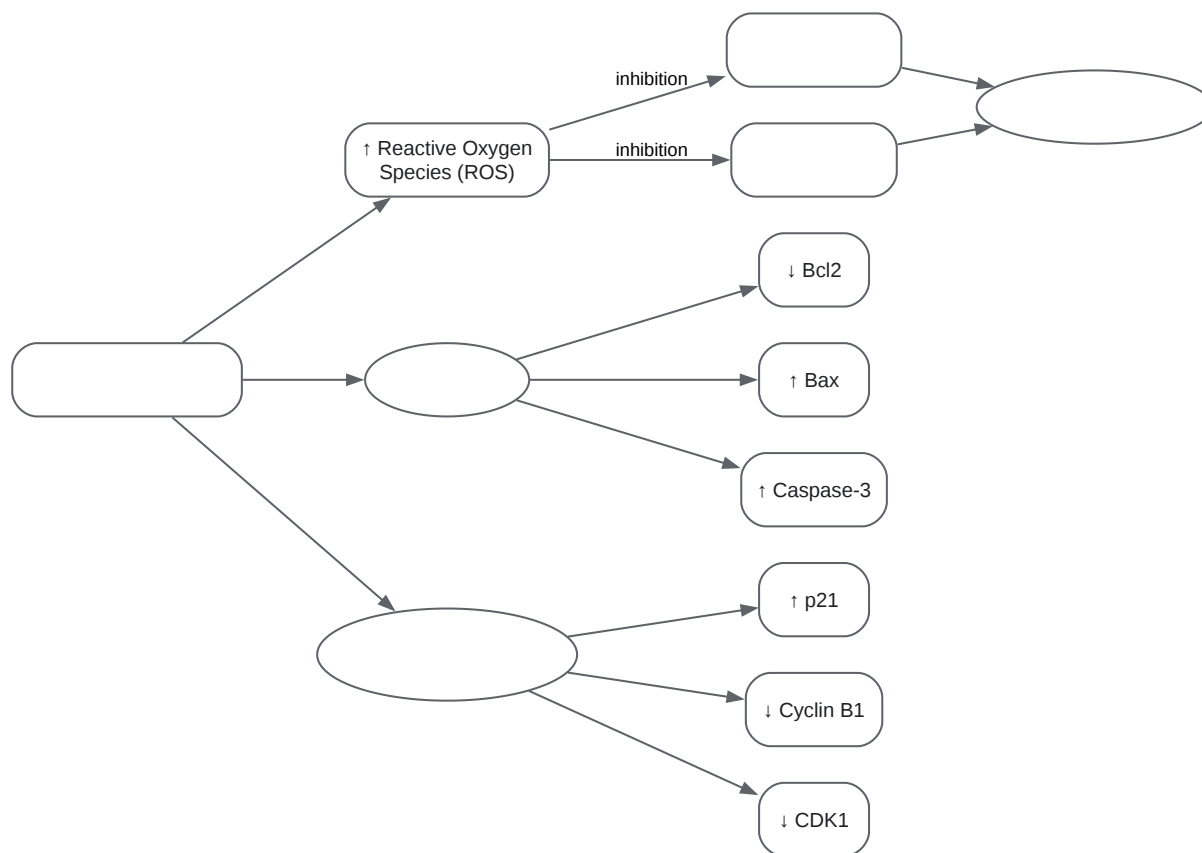 inhibition
↑ Reactive Oxygen
Species (ROS)
inhibition
↓ Bcl2
↑ Bax
↑ Caspase-3
↑ p21
↓ Cyclin B1
↓ CDK1